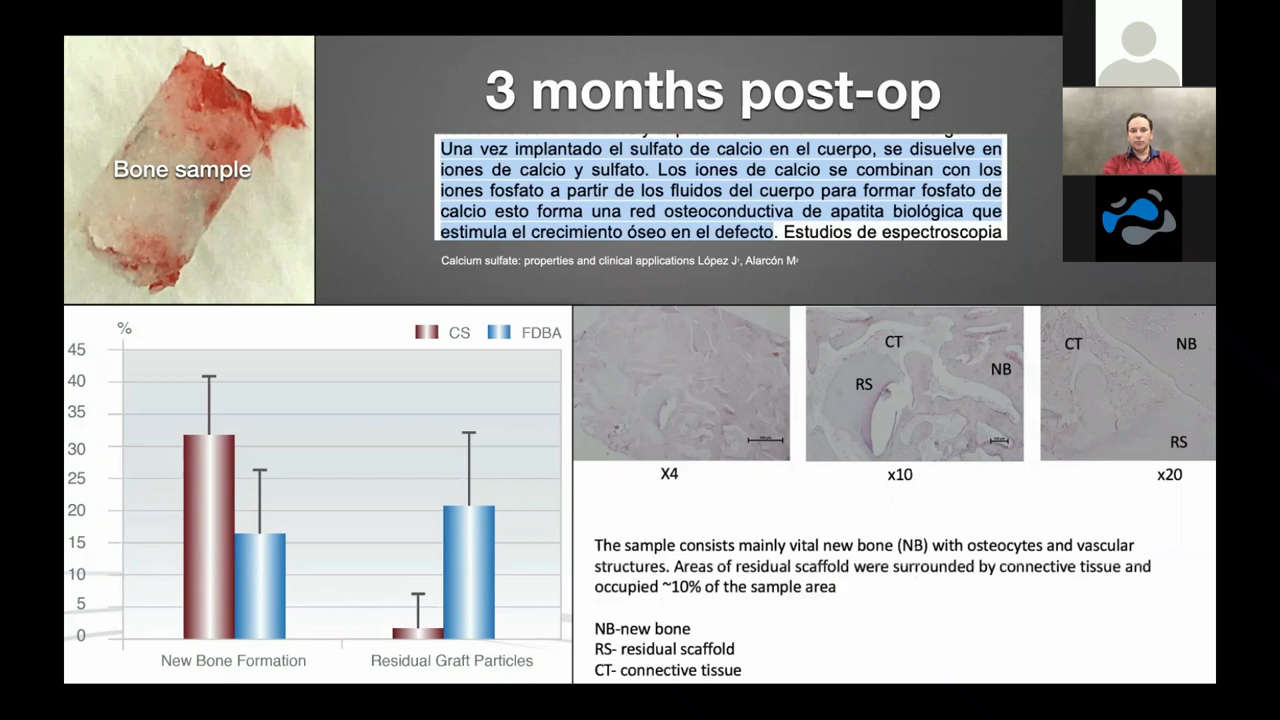 Bone sample
3 months post-op
Una vez implantado el sulfato de calcio en el cuerpo, se disuelve en
iones de calcio y sulfato. Los iones de calcio se combinan con los
iones fosfato a partir de los fluidos del cuerpo para formar fosfato de
calcio esto forma una red osteoconductiva de apatita biológica que
estimula el crecimiento óseo en el defecto. Estudios de espectroscopia
Calcium sulfate: properties and clinical applications López J¹, Alarcón M²
%
CS
FDBA
45
40
35
30
25
20
15
10
5
0
New Bone Formation
Residual Graft Particles
CT
RS
NB
CT
NB
RS
X4
x10
x20
The sample consists mainly vital new bone (NB) with osteocytes and vascular
structures. Areas of residual scaffold were surrounded by connective tissue and
occupied ~10% of the sample area
NB-new bone
RS- residual scaffold
CT- connective tissue